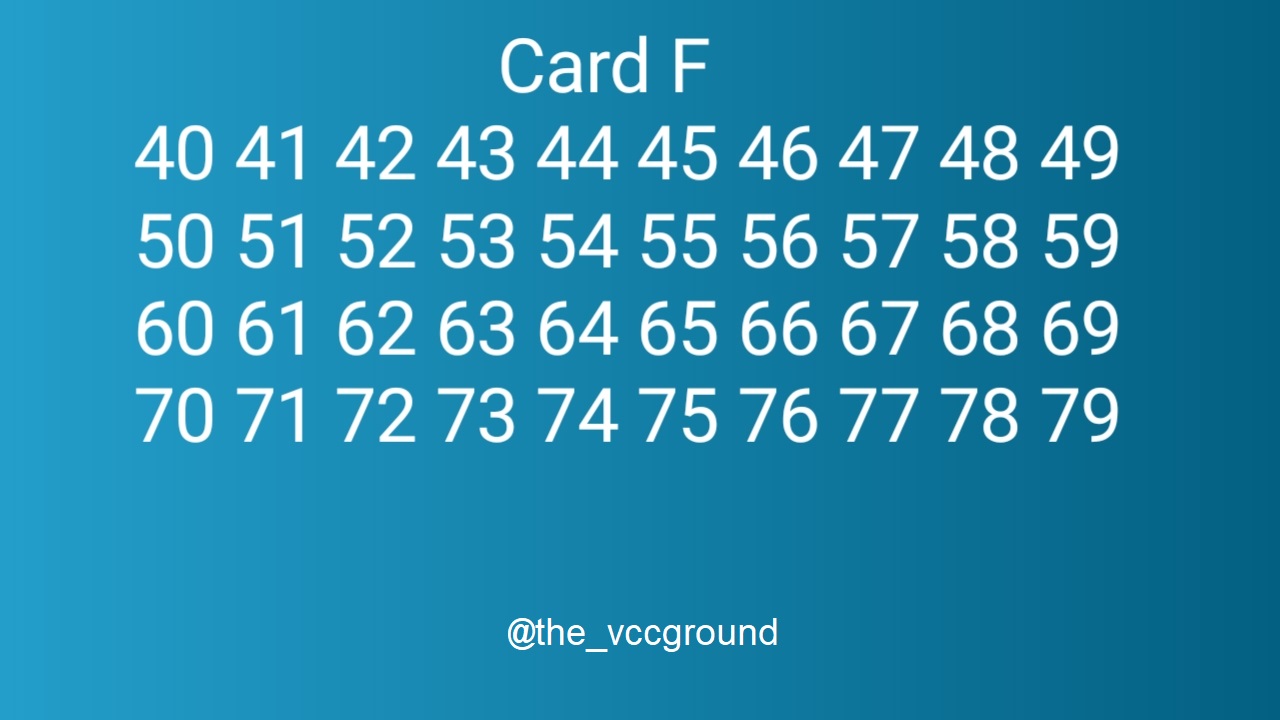 Card F
40 41 42 43 44 45 46 47 48 49
50 51 52 53 54 55 56 57 58 59
60 61 62 63 64 65 66 67 68 69
70 71 72 73 74 75 76 77 78 79
@the_vccground